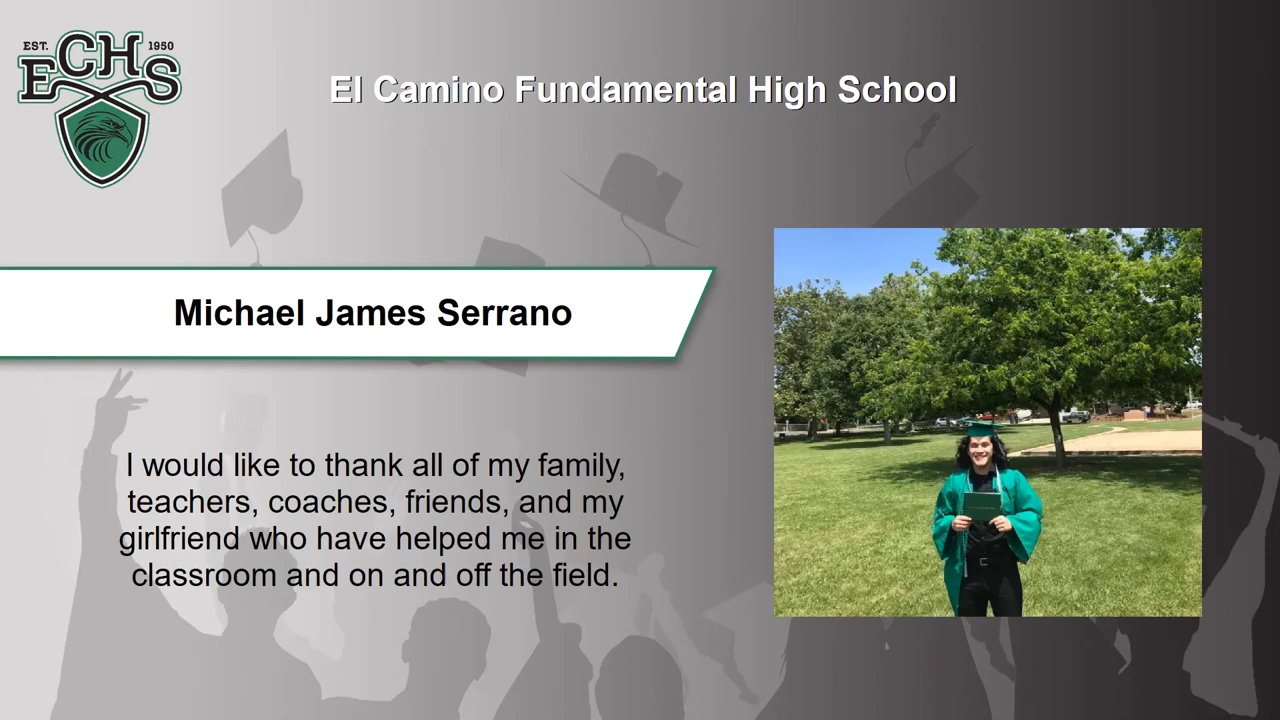 EST. 1950
ECHS
El Camino Fundamental High School
Michael James Serrano
I would like to thank all of my family,
teachers, coaches, friends, and my
girlfriend who have helped me in the
classroom and on and off the field.